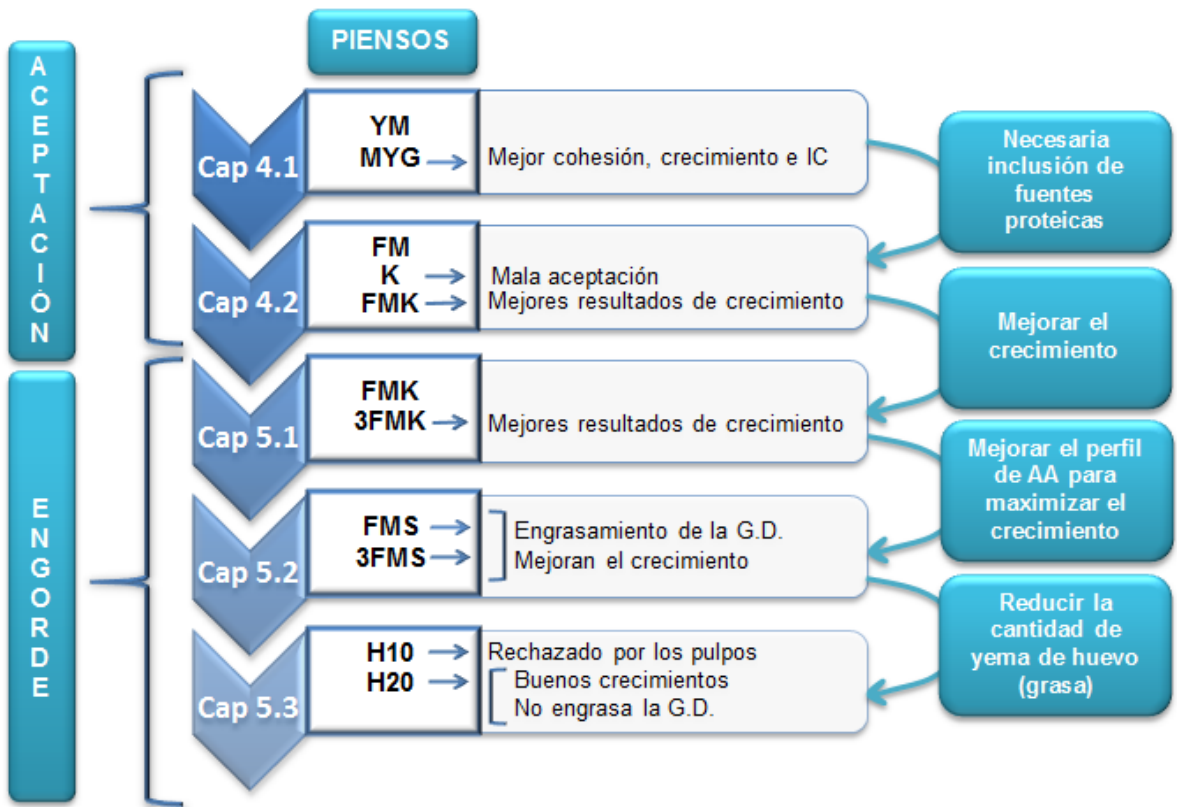 PIENSOS
ACEPTACIÓN
Cap 4.1
YM
MYG
Mejor cohesión, crecimiento e IC
Necesaria
inclusión de
fuentes
proteicas
Cap 4.2
FM
K
Mala aceptación
FMK
Mejores resultados de crecimiento
Mejorar el
crecimiento
ENGORDE
Cap 5.1
FMK
3FMK
Mejores resultados de crecimiento
Mejorar el perfil
de AA para
maximizar el
crecimiento
Cap 5.2
FMS
3FMS
Engrasamiento de la G.D.
Mejoran el crecimiento
Reducir la
cantidad de
yema de huevo
(grasa)
Cap 5.3
H10
Rechazado por los pulpos
H20
Buenos crecimientos
No engrasa la G.D.